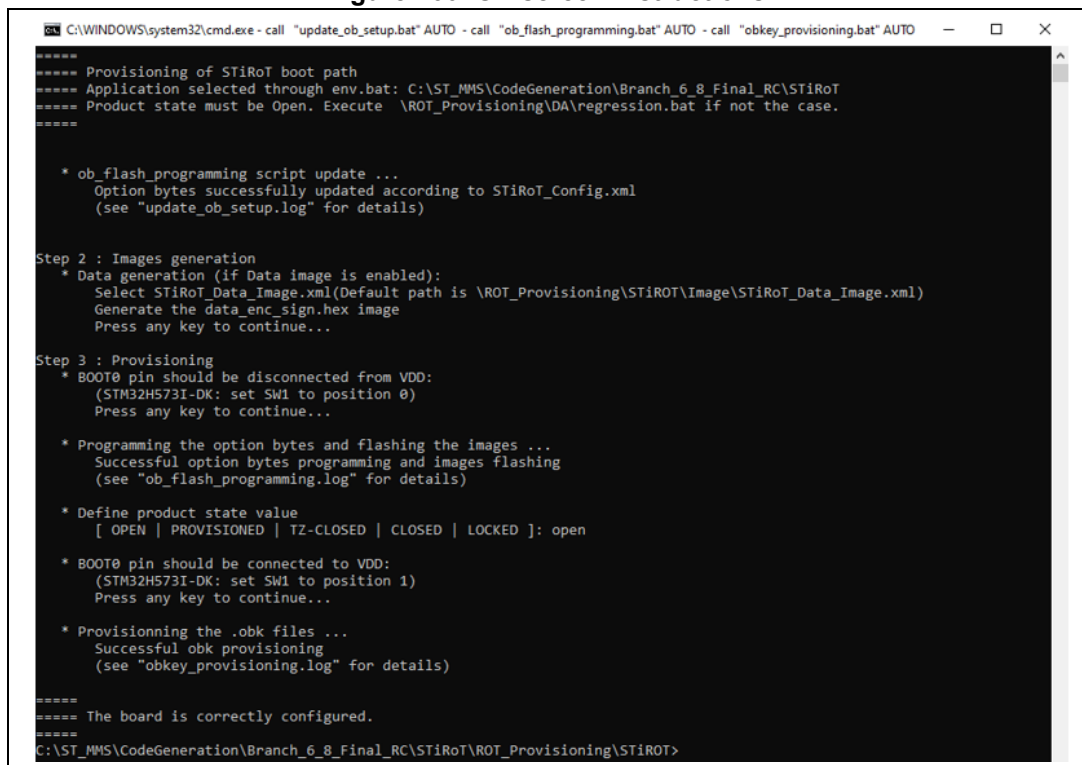 C:\WINDOWS\system32\cmd.exe - call "update_ob_setup.bat" AUTO - call "ob_flash_programming.bat" AUTO - call "obkey_provisioning.bat" AUTO
=====
===== Provisioning of STiRoT boot path
===== Application selected through env.bat: C:\ST_MMS\CodeGeneration\Branch_6_8_Final_RC\STiRoT
===== Product state must be Open. Execute \ROT_Provisioning\DA\regression.bat if not the case.
=====
* ob_flash_programming script update ...
Option bytes successfully updated according to STiRoT_Config.xml
(see "update_ob_setup.log" for details)
Step 2 : Images generation
* Data generation (if Data image is enabled):
Select STiRoT_Data_Image.xml(Default path is \ROT_Provisioning\STiROT\Image\STiRoT_Data_Image.xml)
Generate the data_enc_sign.hex image
Press any key to continue...
Step 3 : Provisioning
* BOOT0 pin should be disconnected from VDD:
(STM32H573I-DK: set SW1 to position 0)
Press any key to continue...
* Programming the option bytes and flashing the images ...
Successful option bytes programming and images flashing
(see "ob_flash_programming.log" for details)
* Define product state value
[ OPEN | PROVISIONED | TZ-CLOSED | CLOSED | LOCKED ]: open
* BOOT0 pin should be connected to VDD:
(STM32H573I-DK: set SW1 to position 1)
Press any key to continue...
* Provisionning the .obk files ...
Successful obk provisioning
(see "obkey_provisioning.log" for details)
=====
===== The board is correctly configured.
=====
C:\ST_MMS\CodeGeneration\Branch_6_8_Final_RC\STiRoT\ROT_Provisioning\STiROT>